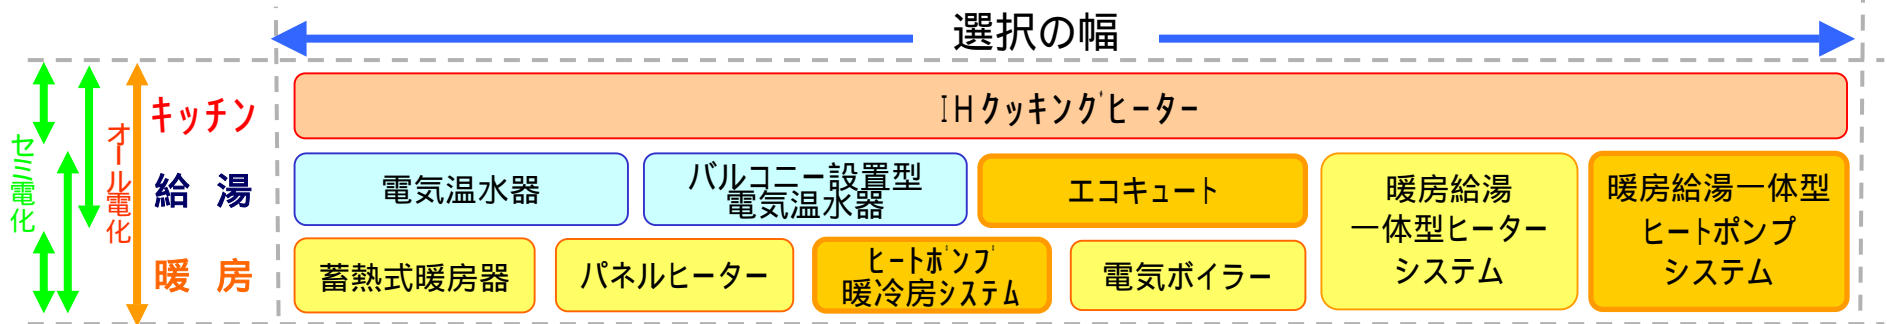 選択の幅
セミ電化
オール電化
キッチン
給 湯
暖 房
IHクッキングヒーター
電気温水器
バルコニー設置型
電気温水器
エコキュート
暖房給湯
一体型ヒーター
システム
暖房給湯一体型
ヒートポンプ
システム
蓄熱式暖房器
パネルヒーター
ヒートポンプ
暖冷房システム
電気ボイラー